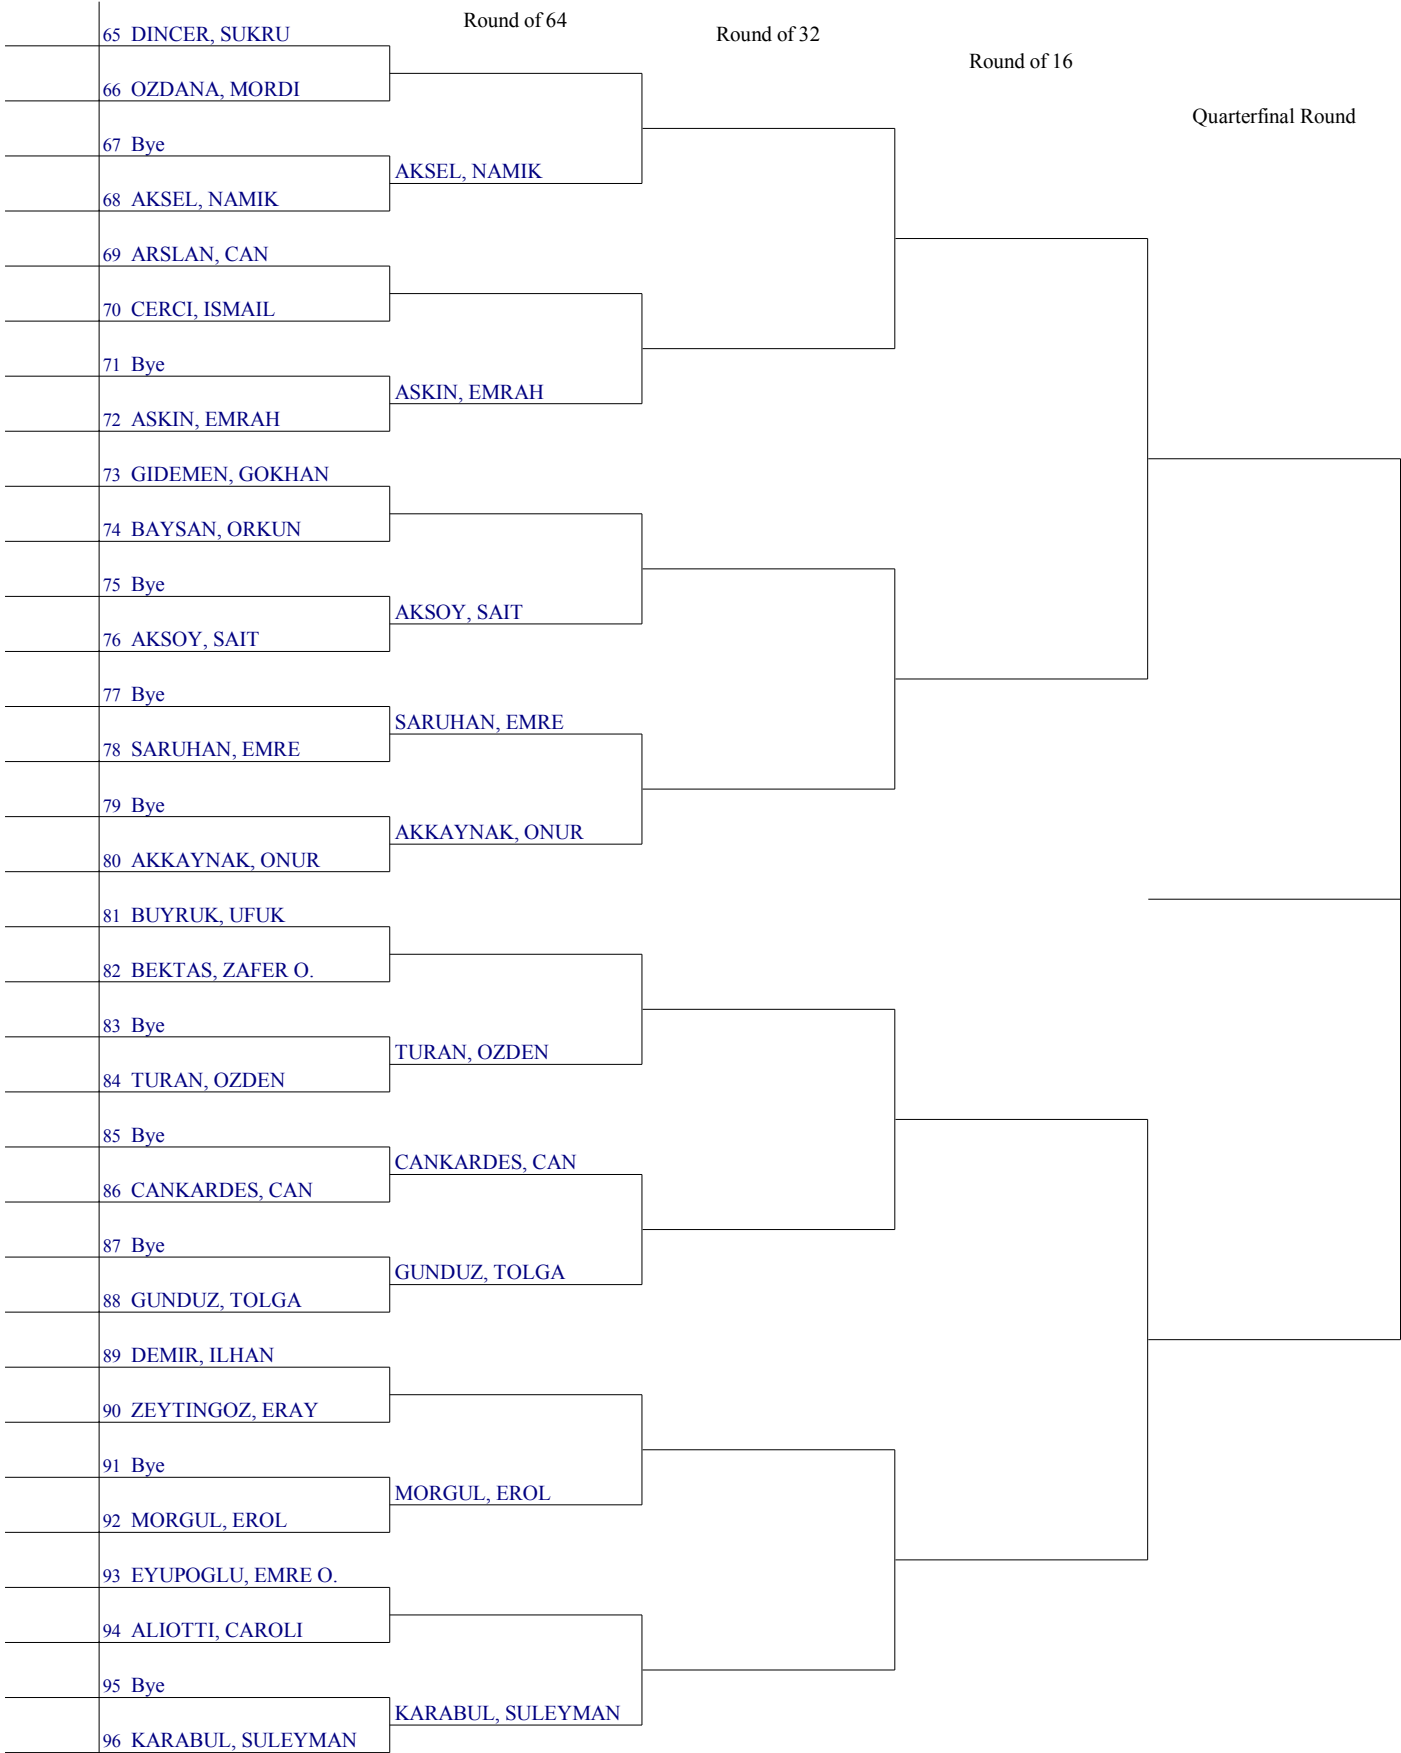 Round of 64
Round of 32
Round of 16
Quarterfinal Round
65 DINCER, SUKRU
66 OZDANA, MORDI
67 Bye
AKSEL, NAMIK
68 AKSEL, NAMIK
69 ARSLAN, CAN
70 CERCI, ISMAIL
71 Bye
ASKIN, EMRAH
72 ASKIN, EMRAH
73 GIDEMEN, GOKHAN
74 BAYSAN, ORKUN
75 Bye
AKSOY, SAIT
76 AKSOY, SAIT
77 Bye
SARUHAN, EMRE
78 SARUHAN, EMRE
79 Bye
AKKAYNAK, ONUR
80 AKKAYNAK, ONUR
81 BUYRUK, UFUK
82 BEKTAS, ZAFER O.
83 Bye
TURAN, OZDEN
84 TURAN, OZDEN
85 Bye
CANKARDES, CAN
86 CANKARDES, CAN
87 Bye
GUNDUZ, TOLGA
88 GUNDUZ, TOLGA
89 DEMIR, ILHAN
90 ZEYTINGOZ, ERAY
91 Bye
MORGUL, EROL
92 MORGUL, EROL
93 EYUPOGLU, EMRE O.
94 ALIOTTI, CAROLI
95 Bye
KARABUL, SULEYMAN
96 KARABUL, SULEYMAN